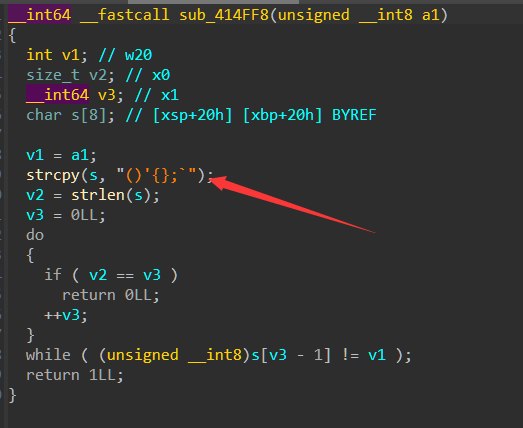 __int64 __fastcall sub_414FF8(unsigned __int8 a1)
{
  int v1; // w20
  size_t v2; // x0
  __int64 v3; // x1
  char s[8]; // [xsp+20h] [xbp+20h] BYREF

  v1 = a1;
  strcpy(s, "()'{};`");
  v2 = strlen(s);
  v3 = 0LL;
  do
  {
    if ( v2 == v3 )
      return 0LL;
    ++v3;
  }
  while ( (unsigned __int8)s[v3 - 1] != v1 );
  return 1LL;
}